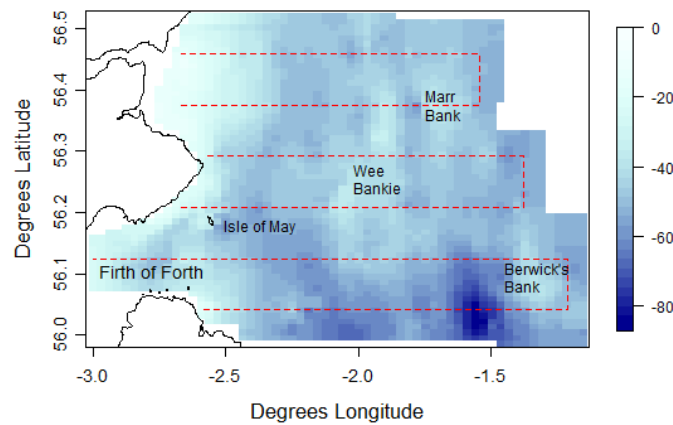 56.5
56.4
56.3
56.2
56.1
56.0
Degrees Latitude
Marr
Bank
Wee
Bankie
Isle of May
Firth of Forth
Berwick's
Bank
-3.0
-2.5
-2.0
-1.5
Degrees Longitude
0
-20
-40
-60
-80